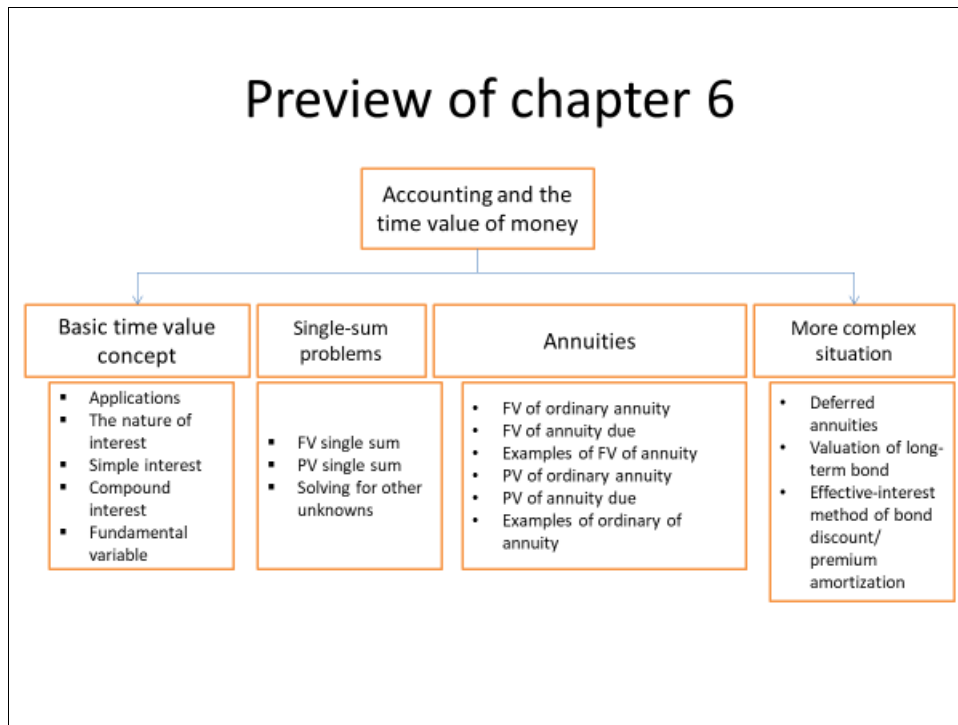 Preview of chapter 6
Accounting and the
time value of money
Basic time value
concept
▪ Applications
▪ The nature of
interest
▪ Simple interest
▪ Compound
interest
▪ Fundamental
variable
Single-sum
problems
▪ FV single sum
▪ PV single sum
▪ Solving for other
unknowns
Annuities
• FV of ordinary annuity
• FV of annuity due
• Examples of FV of annuity
• PV of ordinary annuity
• PV of annuity due
• Examples of ordinary of
annuity
More complex
situation
• Deferred
annuities
• Valuation of long-
term bond
• Effective-interest
method of bond
discount/
premium
amortization